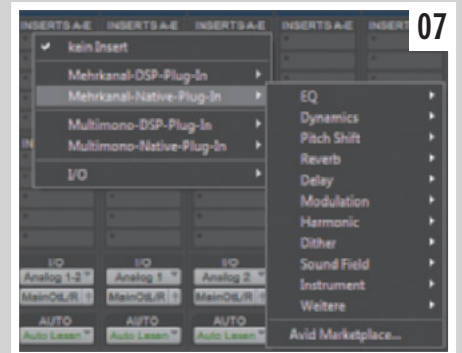 07
INSERTS A-E INSERTS A-E INSERTS A-E INSERTS A-E INSERT
kein Insert
Mehrkanal-DSP-Plug-In
Mehrkanal-Native-Plug-In
Multimono-DSP-Plug-In
Multimono-Native-Plug-In
I/O
EQ
Dynamics
Pitch Shift
Reverb
Delay
Modulation
Harmonic
Dither
Sound Field
Instrument
Weitere
Avid Marketplace...
IN
I/O I/O I/O
Analog 1-2 Analog 1 Analog 2
MainOtL/R MainOtL/R MainOtL/R
AUTO AUTO AUTO
Auto Lesen Auto Lesen Auto Lesen